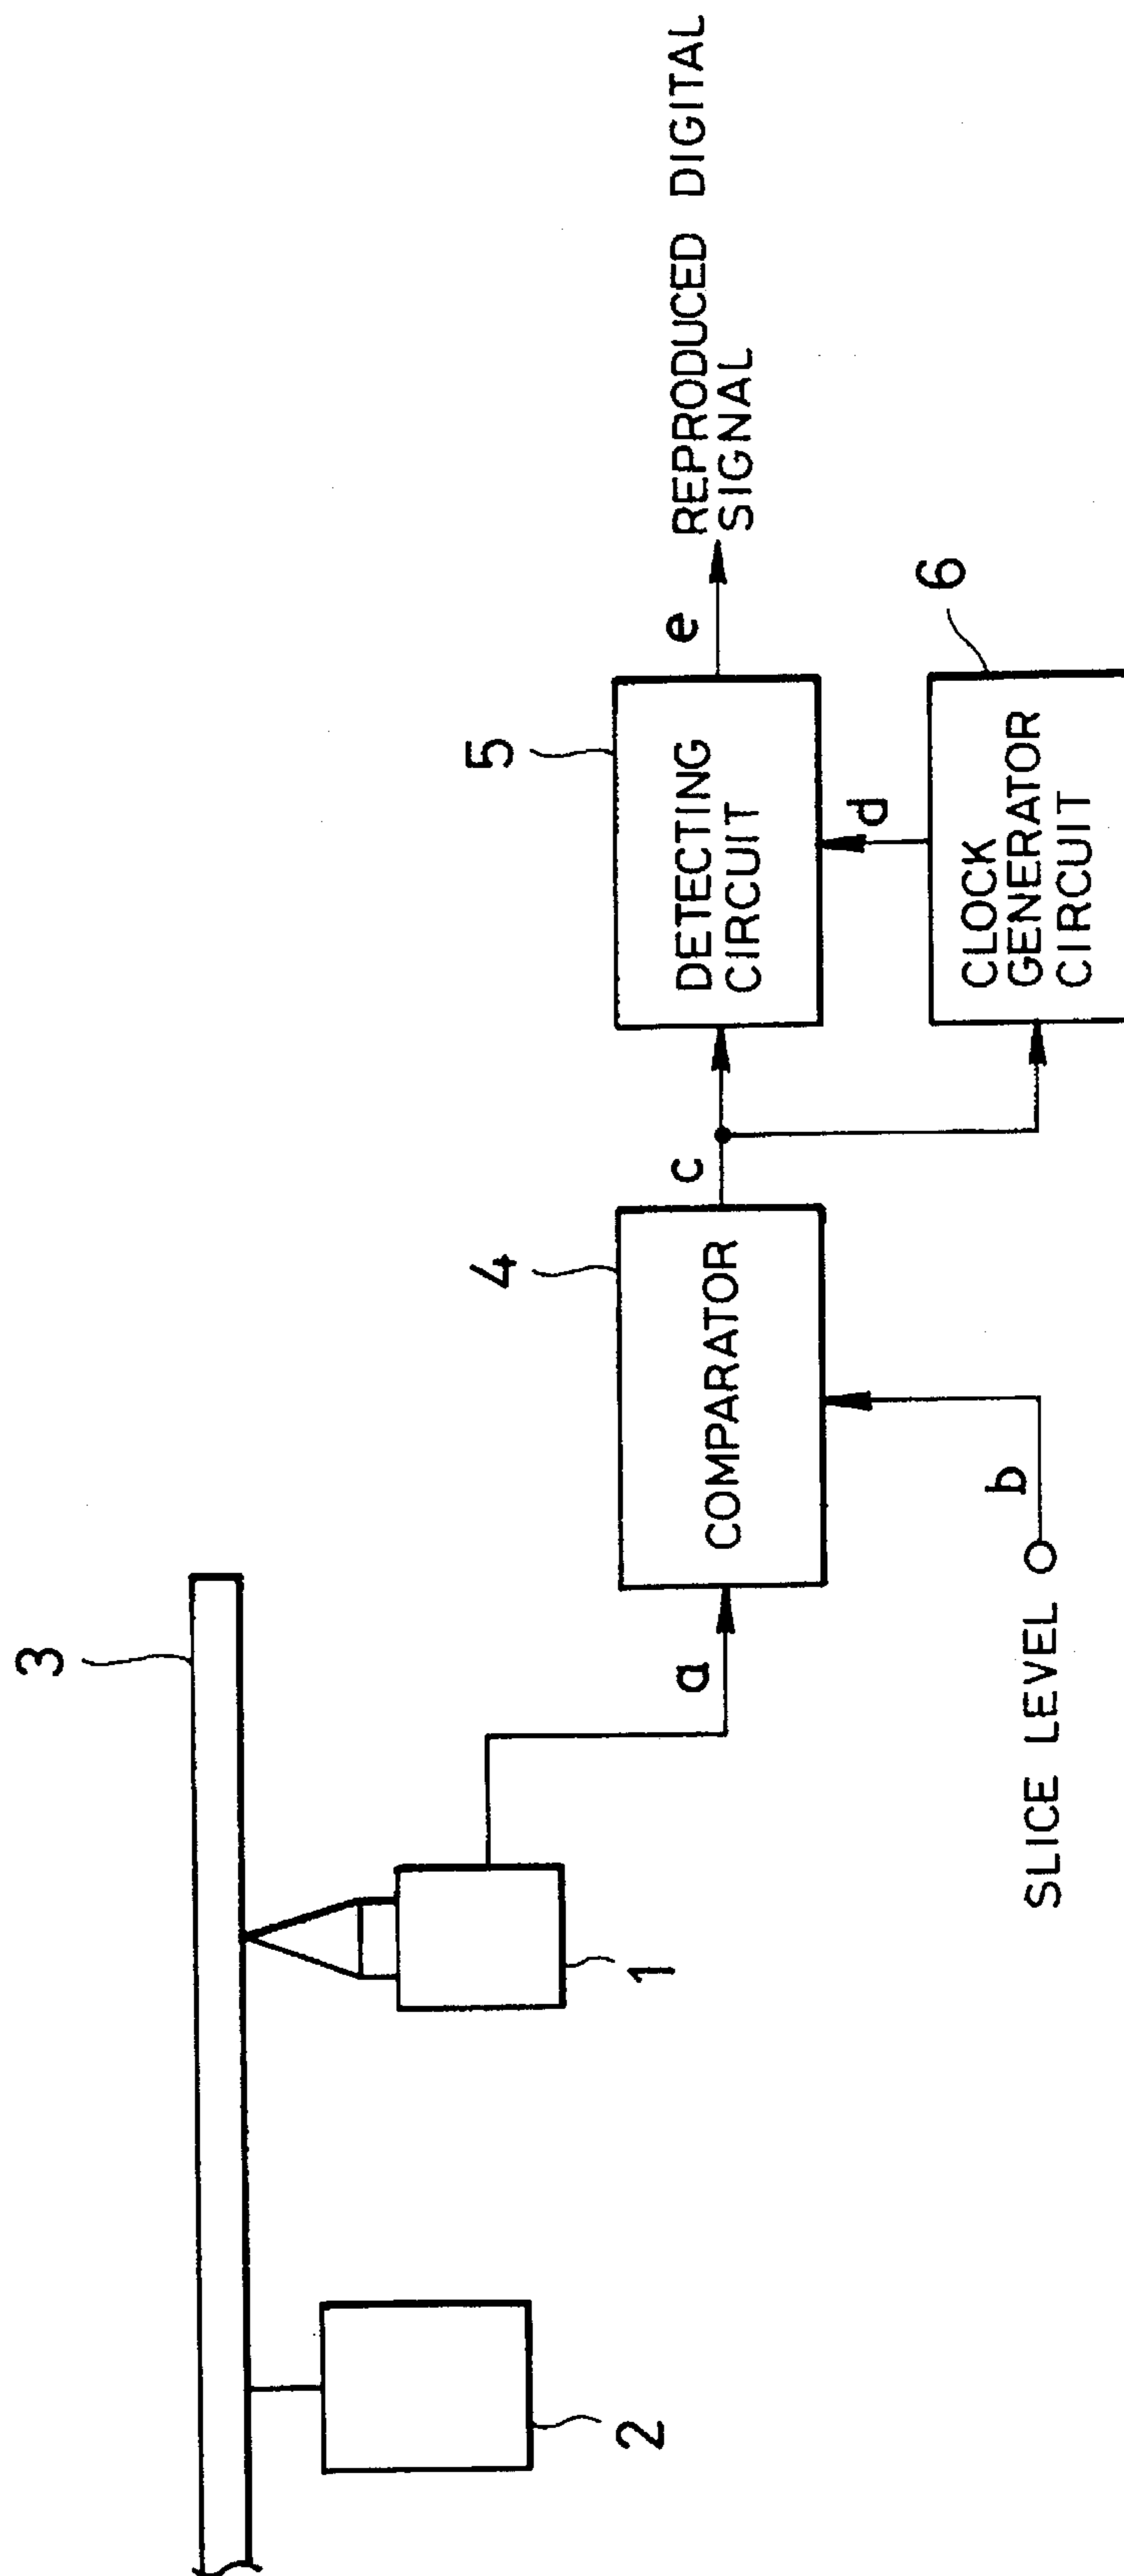 3
2
1
a
SLICE LEVEL
b
4
COMPARATOR
c
5
DETECTING
CIRCUIT
d
6
CLOCK
GENERATOR
CIRCUIT
e
REPRODUCED DIGITAL
SIGNAL